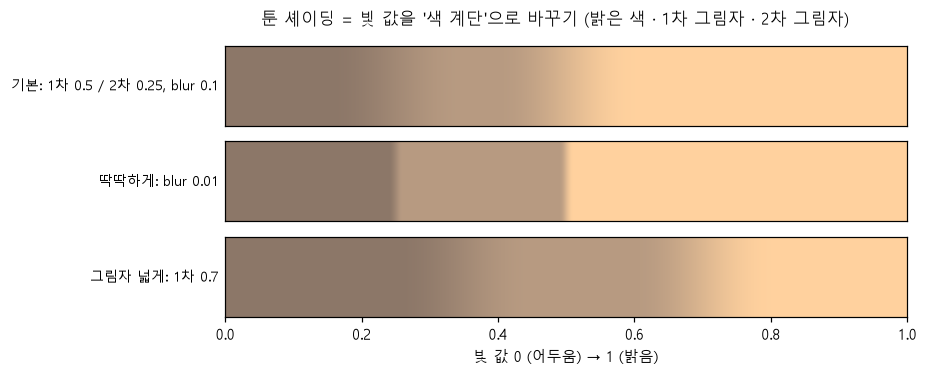 툰 셰이딩 = 빛 값을 '색 계단'으로 바꾸기 (밝은 색 · 1차 그림자 · 2차 그림자)
기본: 1차 0.5 / 2차 0.25, blur 0.1
딱딱하게: blur 0.01
그림자 넓게: 1차 0.7
0.0 0.2 0.4 0.6 0.8 1.0
빛 값 0 (어두움) → 1 (밝음)